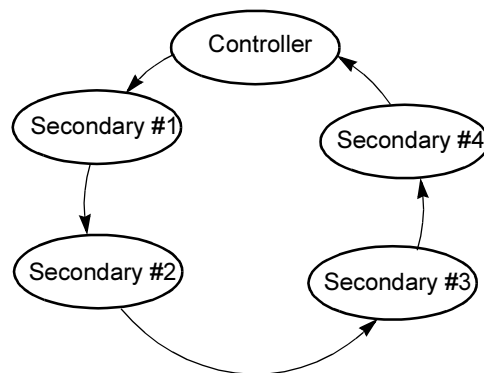 Controller
Secondary #1
Secondary #4
Secondary #2
Secondary #3